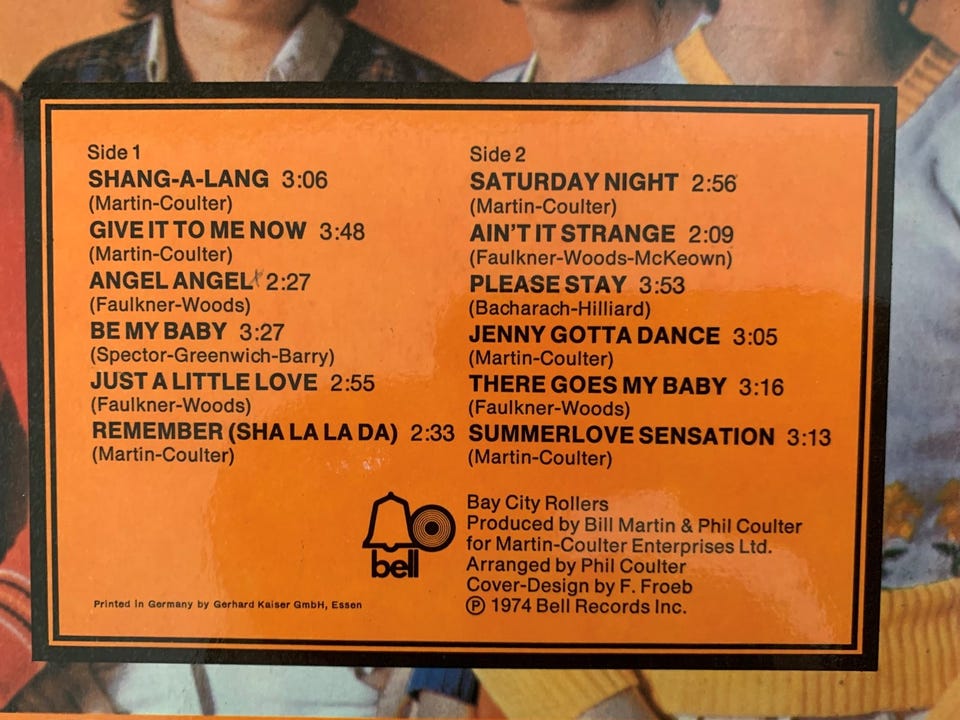 Side 1
SHANG-A-LANG 3:06
(Martin-Coulter)
GIVE IT TO ME NOW 3:48
(Martin-Coulter)
ANGEL ANGEL 2:27
(Faulkner-Woods)
BE MY BABY 3:27
(Spector-Greenwich-Barry)
JUST A LITTLE LOVE 2:55
(Faulkner-Woods)
REMEMBER (SHA LA LA DA) 2:33
(Martin-Coulter)
Side 2
SATURDAY NIGHT 2:56
(Martin-Coulter)
AIN'T IT STRANGE 2:09
(Faulkner-Woods-McKeown)
PLEASE STAY 3:53
(Bacharach-Hilliard)
JENNY GOTTA DANCE 3:05
(Martin-Coulter)
THERE GOES MY BABY 3:16
(Faulkner-Woods)
SUMMERLOVE SENSATION 3:13
(Martin-Coulter)
bell
Bay City Rollers
Produced by Bill Martin & Phil Coulter
for Martin-Coulter Enterprises Ltd.
Arranged by Phil Coulter
Cover-Design by F. Froeb
℗ 1974 Bell Records Inc.
Printed in Germany by Gerhard Kaiser GmbH, Essen